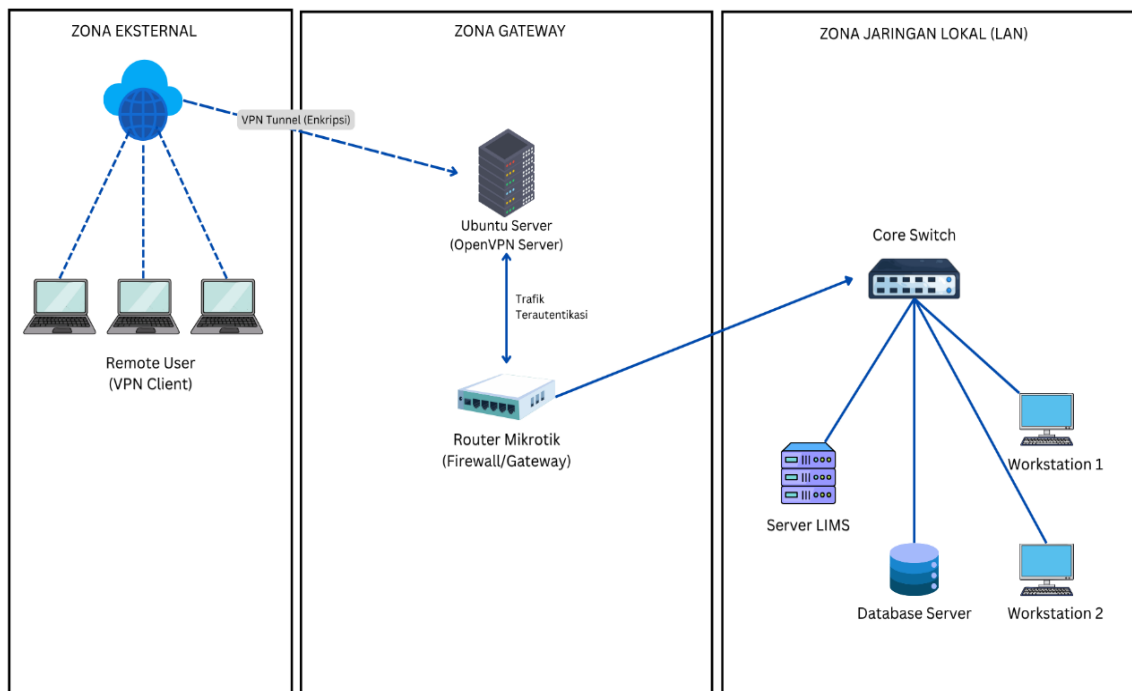 ZONA EKSTERNAL
ZONA GATEWAY
ZONA JARINGAN LOKAL (LAN)
VPN Tunnel (Enkripsi)
Ubuntu Server
(OpenVPN Server)
Core Switch
Trafik
Terautentikasi
Remote User
(VPN Client)
Router Mikrotik
(Firewall/Gateway)
Workstation 1
Server LIMS
Database Server
Workstation 2